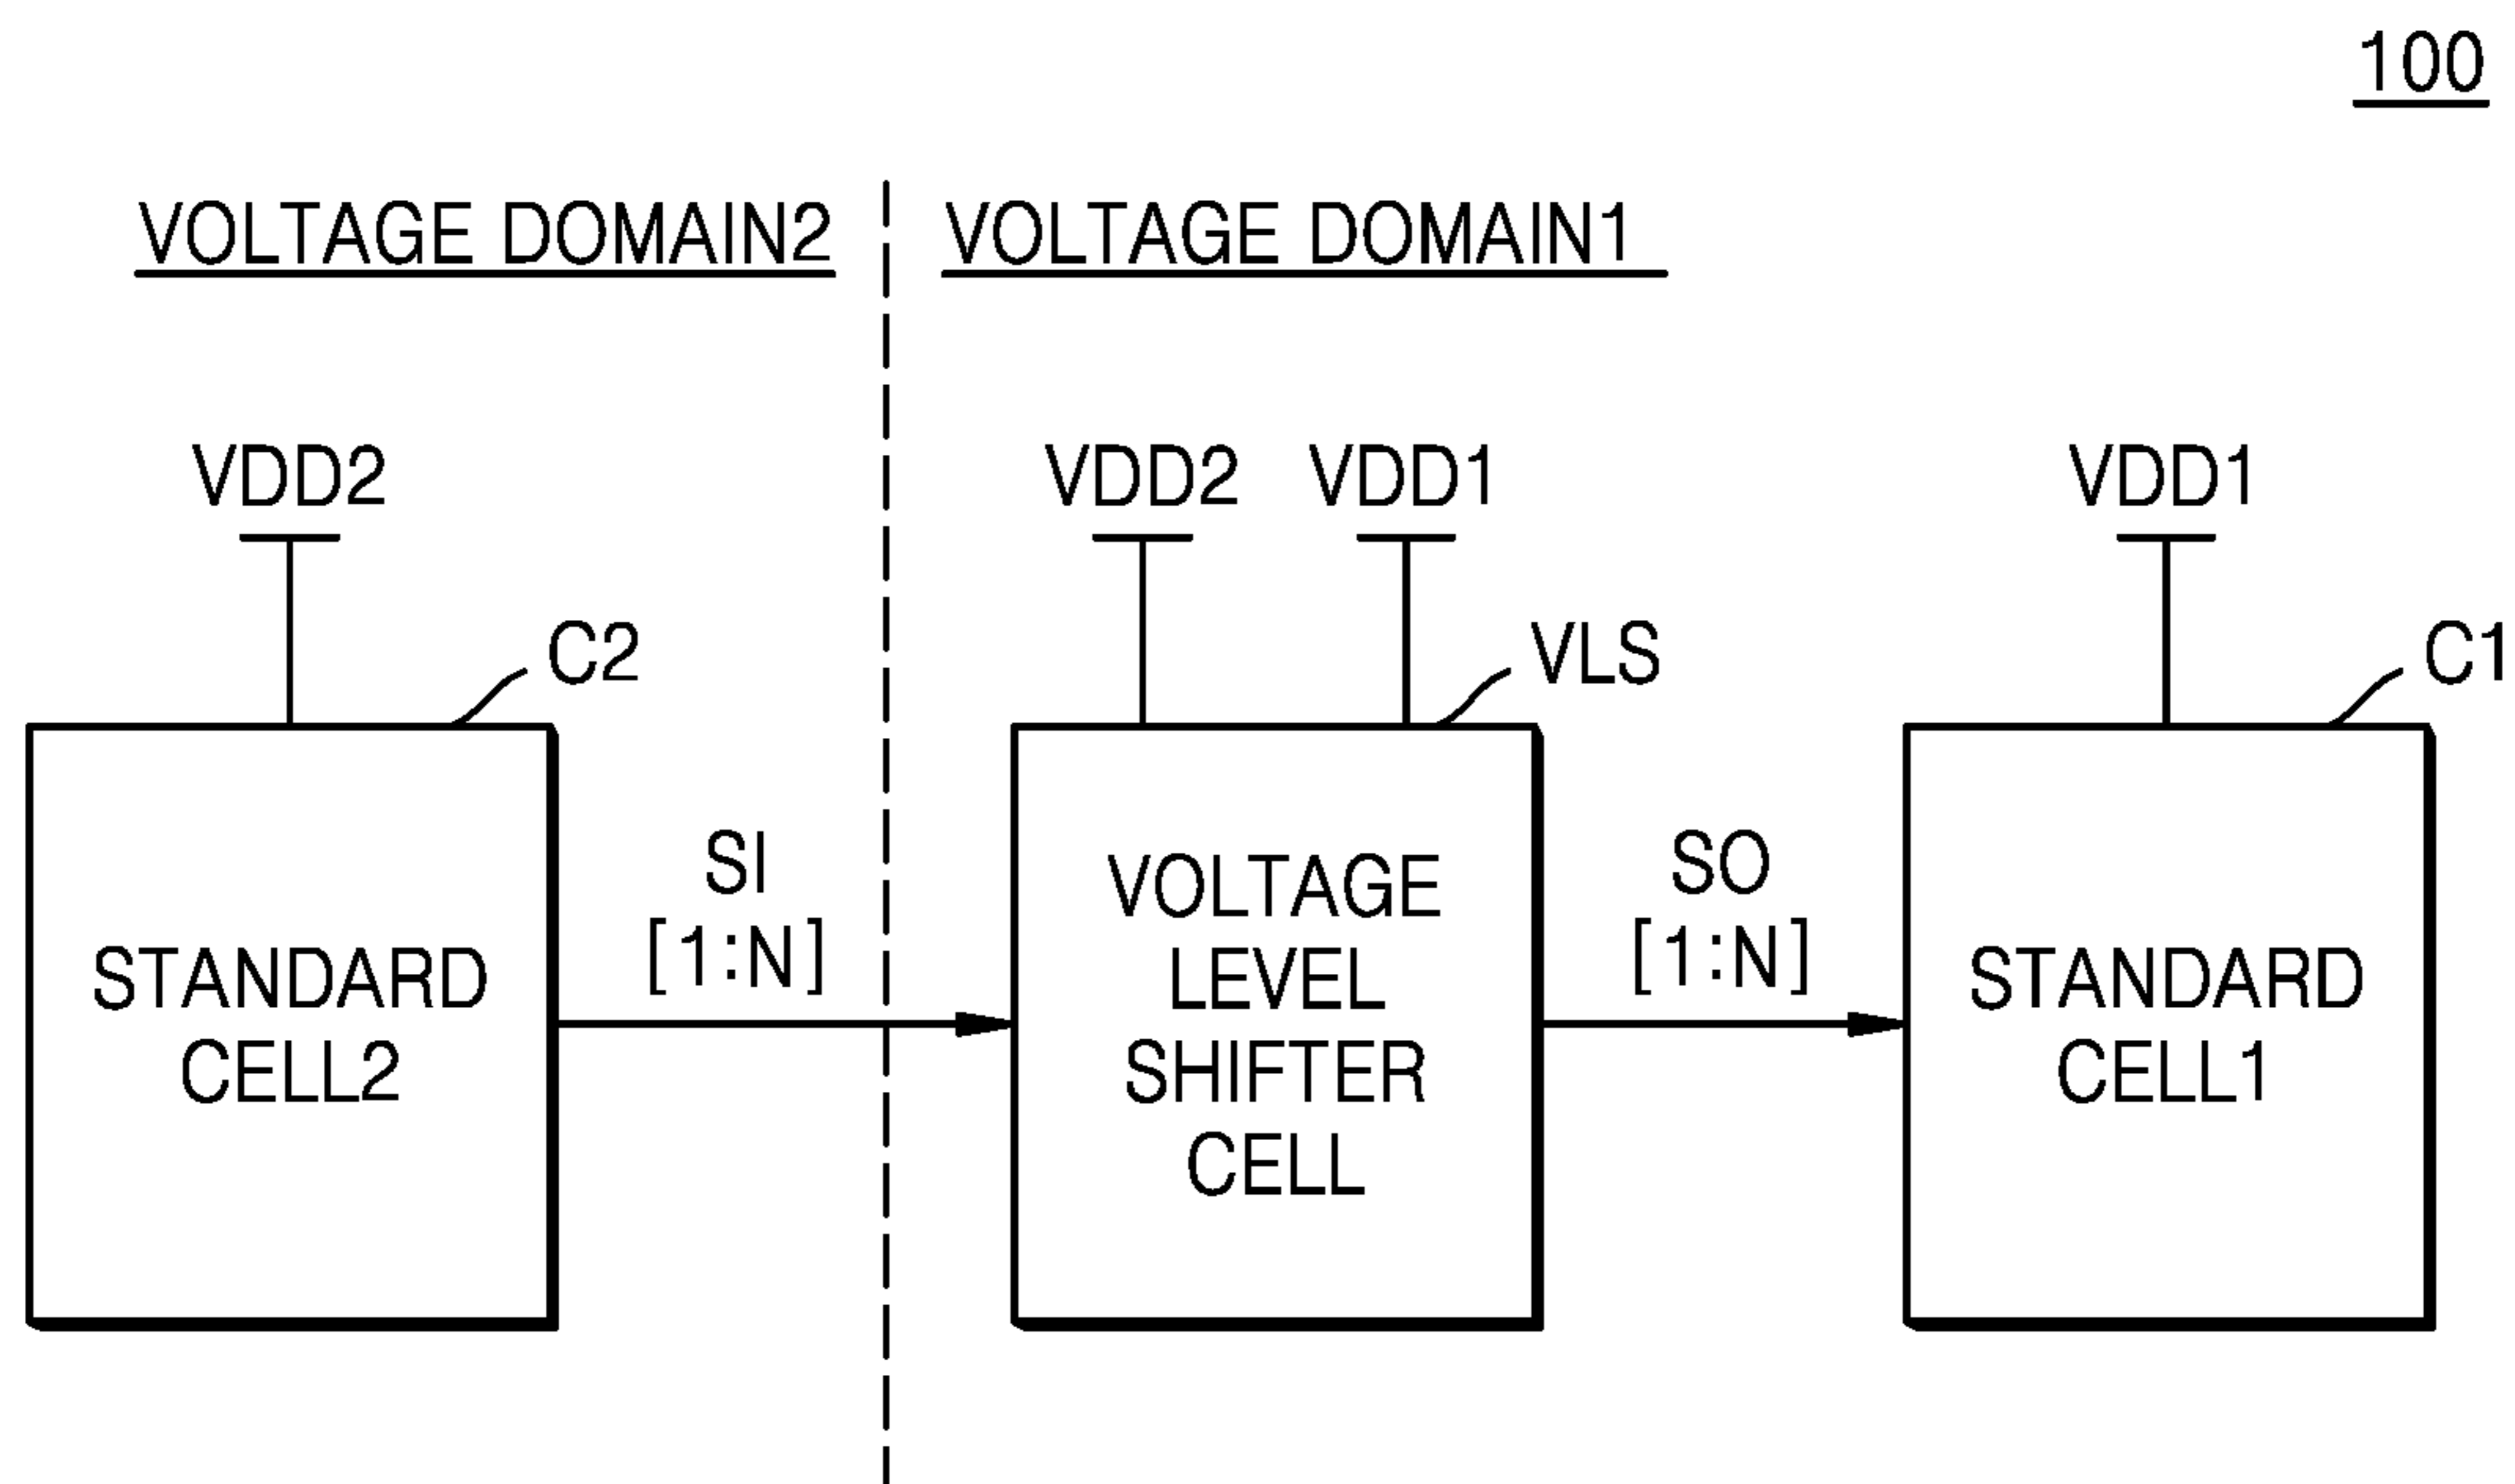 100
VOLTAGE DOMAIN2
VOLTAGE DOMAIN1
VDD2
VDD2
VDD1
VDD1
C2
VLS
C1
SI
[1:N]
SO
[1:N]
STANDARD
CELL2
VOLTAGE
LEVEL
SHIFTER
CELL
STANDARD
CELL1